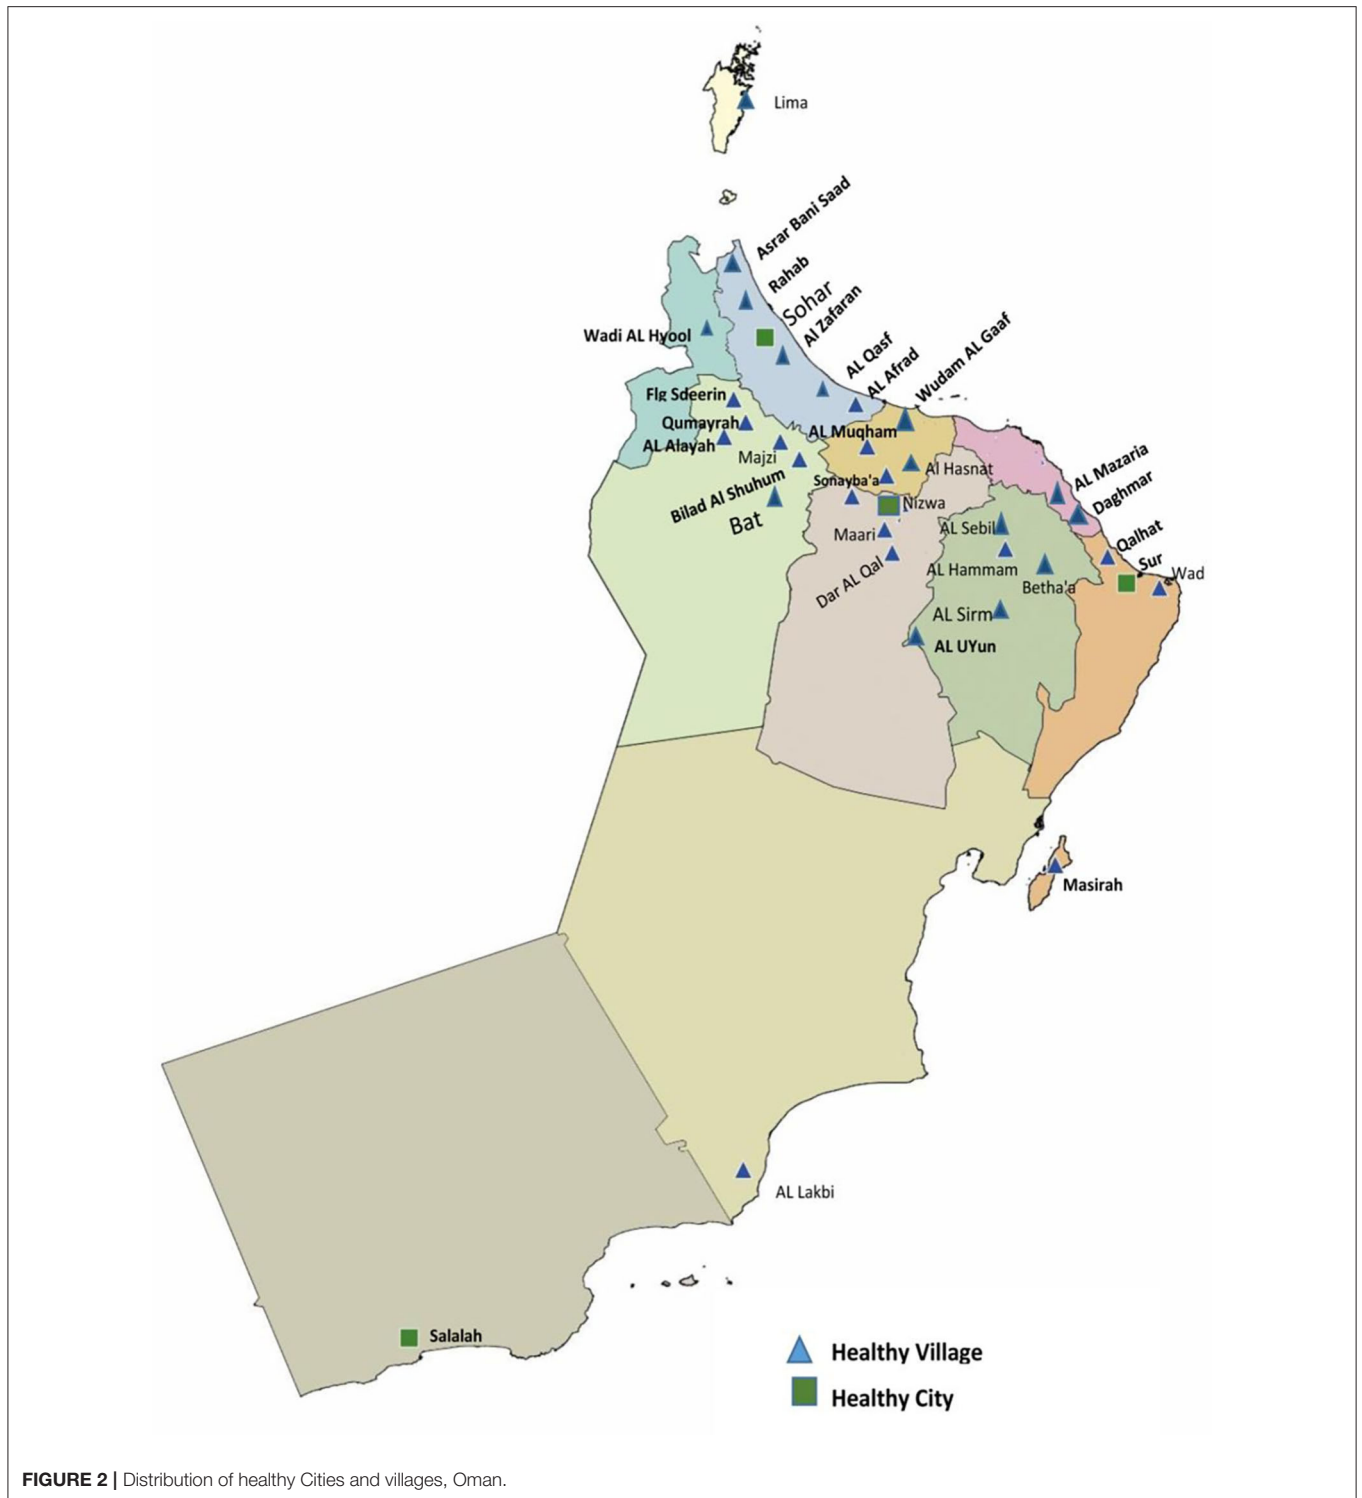 Lima
Asrar Bani Saad
Rahab
Sohar
Al Zafaran
AL Qasf
AL Afrad
Wudam AL Gaaf
Wadi AL Hyool
Flg Sdeerin
Qumayrah
AL Alayah
Majzi
AL Muqham
Al Hasnat
Bilad Al Shuhum
Sonayba'a
Bat
Nizwa
AL Mazaria
Daghmar
Maari
AL Sebil
Qalhat
Dar AL Qal
AL Hammam
Sur
Wad
Betha'a
AL Sirm
AL UYun
Masirah
AL Lakbi
Salalah
Healthy Village
Healthy City
FIGURE 2 | Distribution of healthy Cities and villages, Oman.